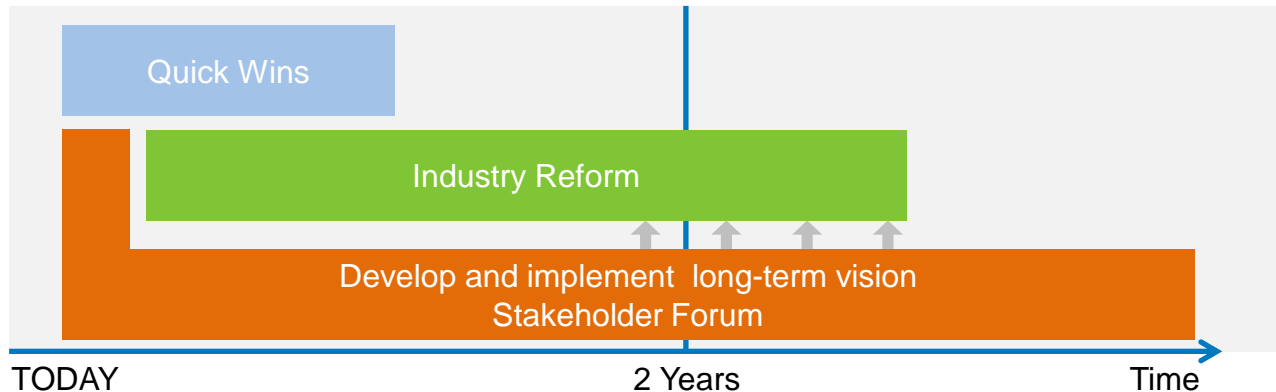 Quick Wins
Industry Reform
Develop and implement long-term vision
Stakeholder Forum
TODAY
2 Years
Time